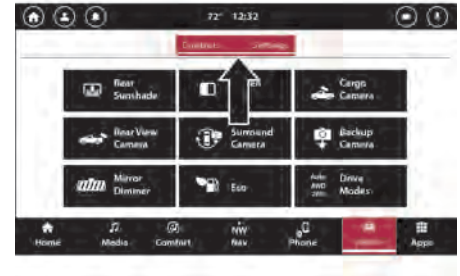 72° 12:32
Controls Settings
Rear Sunshade
Cargo Camera
Rear View Camera
Surround Camera
Backup Camera
Mirror Dimmer
Eco
Auto AWD
Drive Modes
Home
Media
Comfort
NW
Nav
Phone
Apps